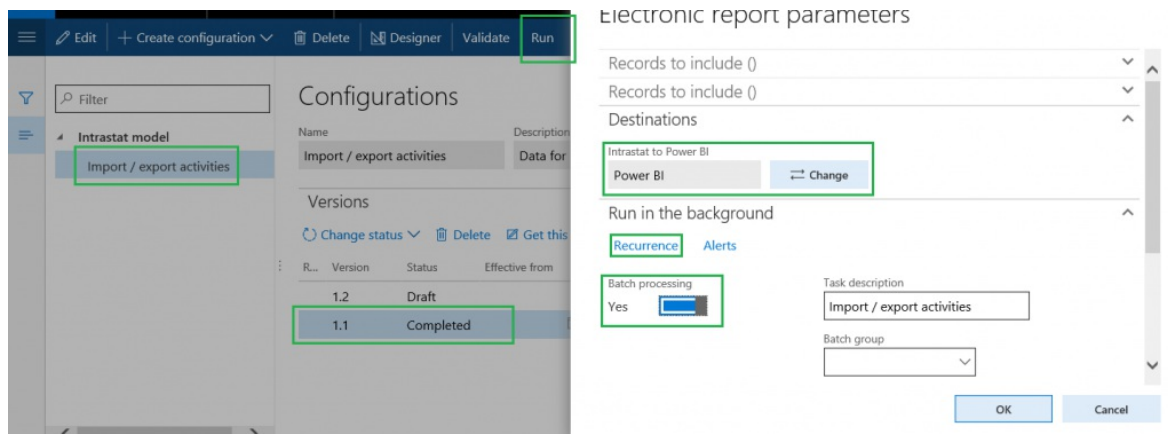 Edit
Create configuration
Delete
Designer
Validate
Run
Filter
Intrastat model
Import / export activities
Configurations
Name
Description
Import / export activities
Data for
Versions
Change status
Delete
Get this
R... Version Status Effective from
1.2 Draft
1.1 Completed
Electronic report parameters
Records to include ()
Records to include ()
Destinations
Intrastat to Power BI
Power BI
Change
Run in the background
Recurrence Alerts
Batch processing
Yes
Task description
Import / export activities
Batch group
OK
Cancel